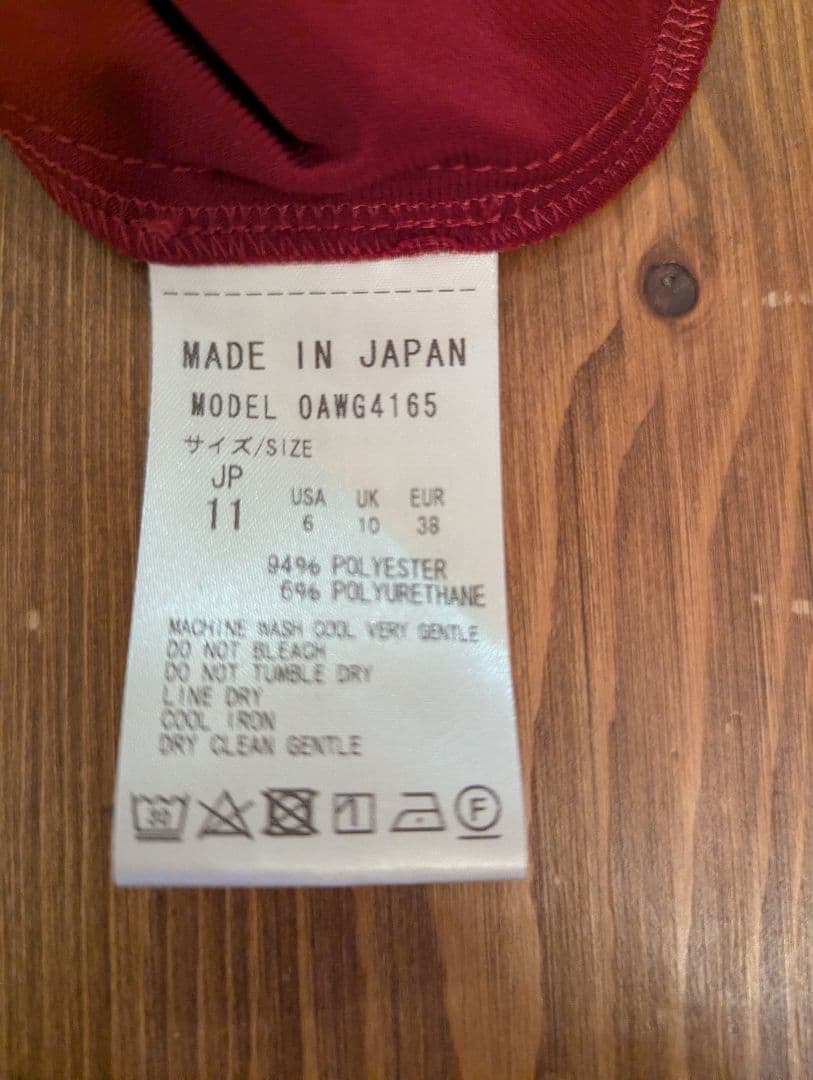 MADE IN JAPAN
MODEL OAWG4165
サイズ/SIZE
JP USA UK EUR
11 6 10 38
94% POLYESTER
6% POLYURETHANE
MACHINE WASH COOL VERY GENTLE
DO NOT BLEACH
DO NOT TUMBLE DRY
LINE DRY
COOL IRON
DRY CLEAN GENTLE
30 F